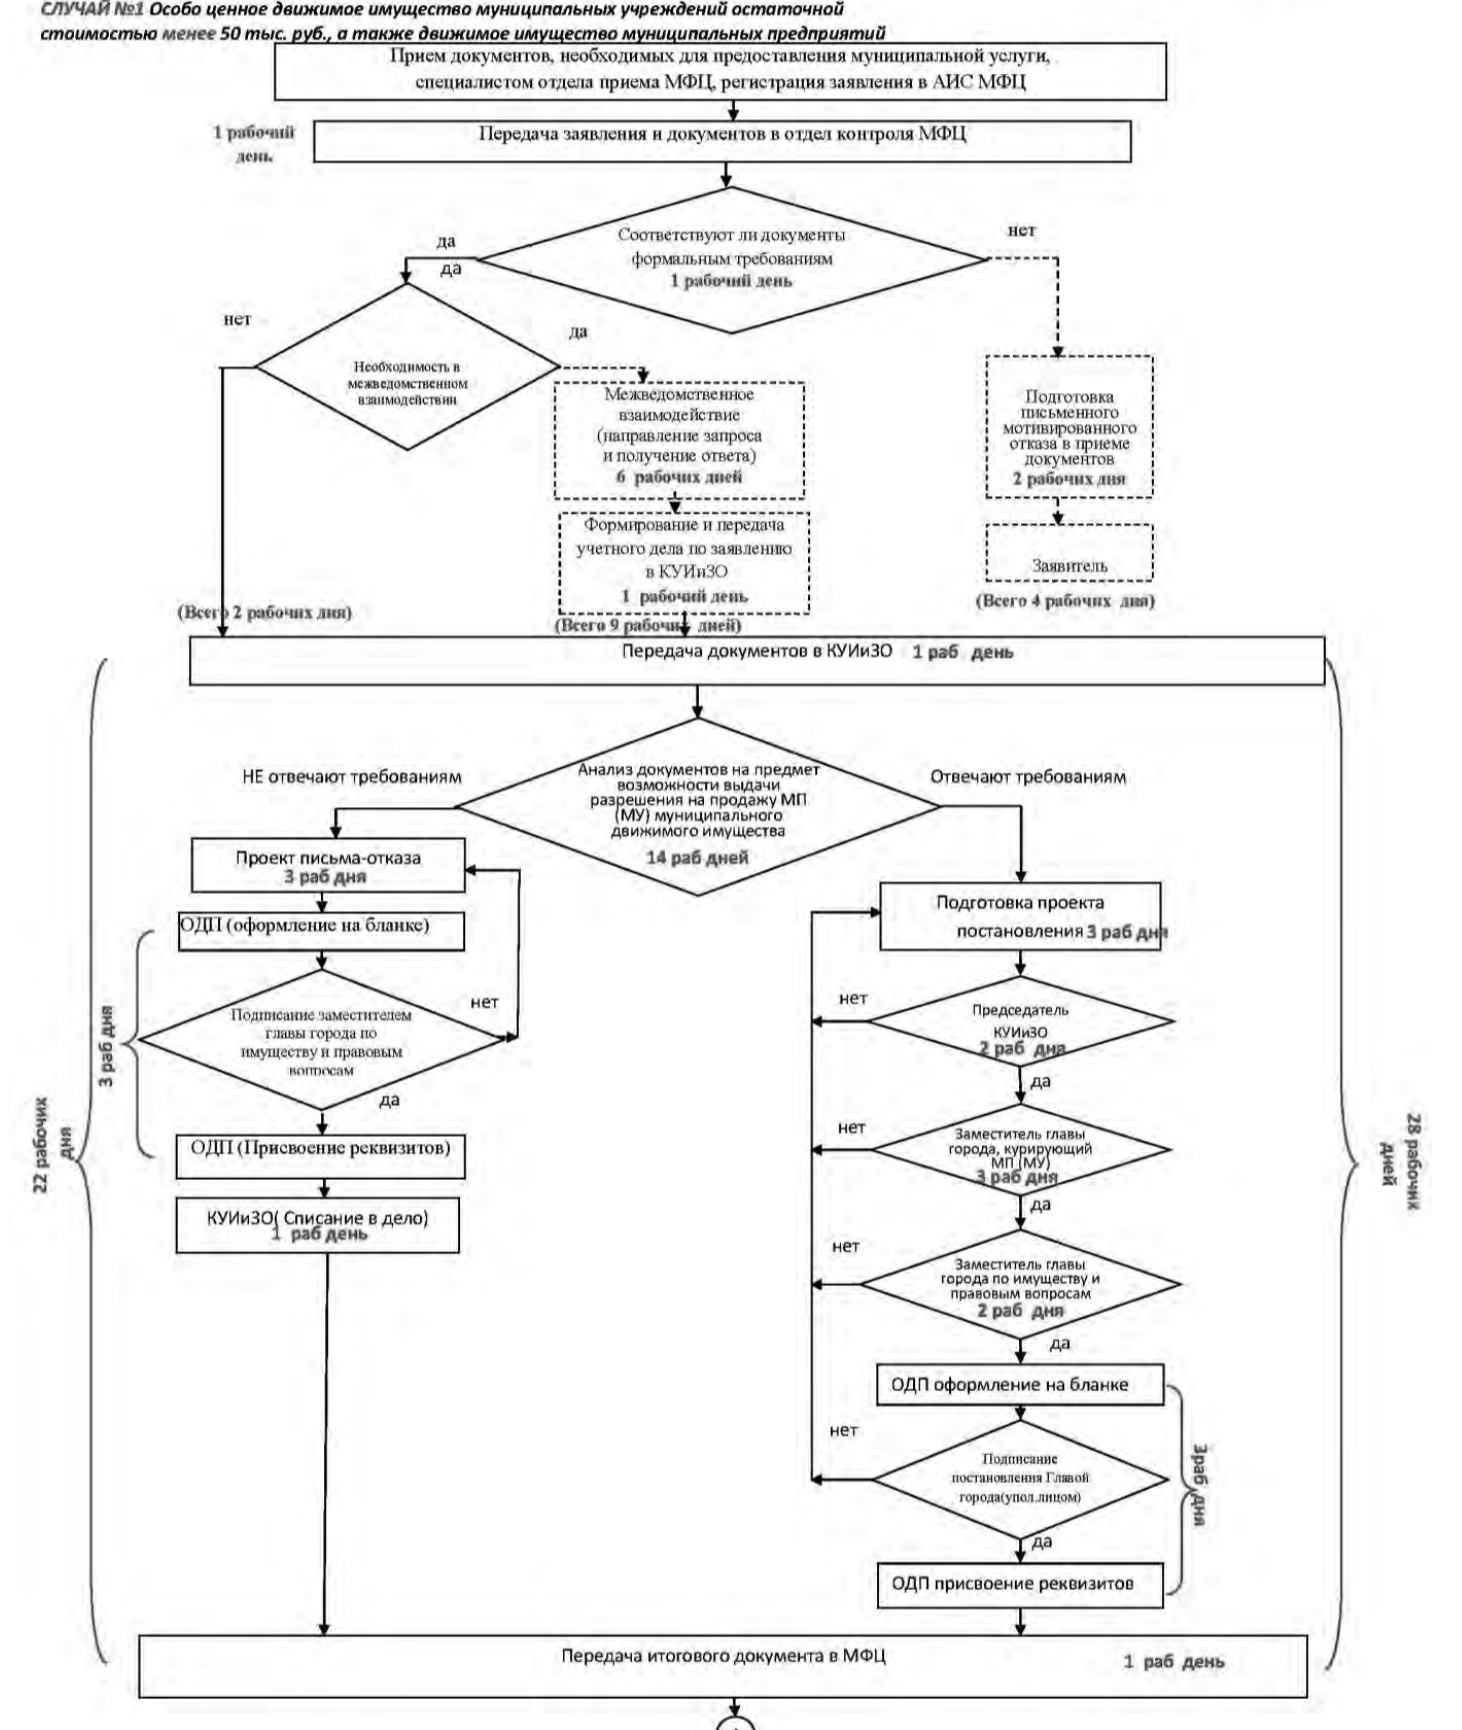 СЛУЧАЙ №1 Особо ценное движимое имущество муниципальных учреждений остаточной
стоимостью менее 50 тыс. руб., а также движимое имущество муниципальных предприятий
Прием документов, необходимых для предоставления муниципальной услуги,
специалистом отдела приема МФЦ, регистрация заявления в АИС МФЦ
1 рабочий
день.
Передача заявления и документов в отдел контроля МФЦ
Соответствуют ли документы
формальным требованиям
1 рабочий день
да
да
нет
нет
да
Необходимость в
межведомственном
взаимодействии
Межведомственное
взаимодействие
(направление запроса
и получение ответа)
6 рабочих дней
Подготовка
письменного
мотивированного
отказа в приеме
документов
2 рабочих дня
Формирование и передача
учетного дела по заявлению
в КУИиЗО
1 рабочий день
Заявитель
(Всего 2 рабочих дня)
(Всего 9 рабочих дней)
(Всего 4 рабочих дня)
Передача документов в КУИиЗО 1 раб день
НЕ отвечают требованиям
Анализ документов на предмет
возможности выдачи
разрешения на продажу МП
(МУ) муниципального
движимого имущества
14 раб дней
Отвечают требованиям
Проект письма-отказа
3 раб дня
ОДП (оформление на бланке)
Подписание заместителем
главы города по
имуществу и правовым
вопросам
нет
да
ОДП (Присвоение реквизитов)
КУИиЗО( Списание в дело)
1 раб день
3 раб дня
22 рабочих
дня
Подготовка проекта
постановления 3 раб дня
нет
Председатель
КУИиЗО
2 раб дня
да
нет
Заместитель главы
города, курирующий
МП (МУ)
3 раб дня
да
нет
Заместитель главы
города по имуществу и
правовым вопросам
2 раб дня
да
ОДП оформление на бланке
нет
Подписание
постановления Главой
города(упол.лицом)
да
ОДП присвоение реквизитов
3раб дня
28 рабочих
дней
Передача итогового документа в МФЦ 1 раб день